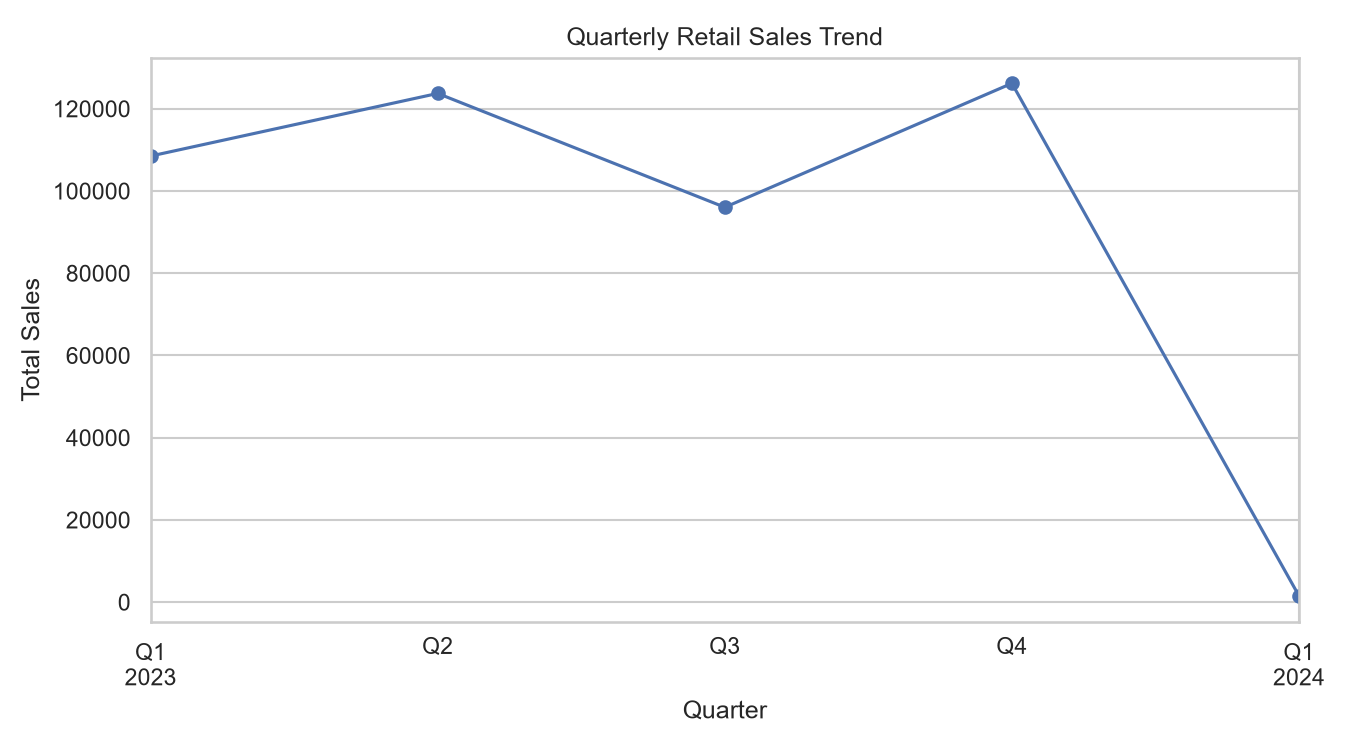 Quarterly Retail Sales Trend
Total Sales
120000
100000
80000
60000
40000
20000
0
Q1 Q2 Q3 Q4 Q1
2023 2024
Quarter